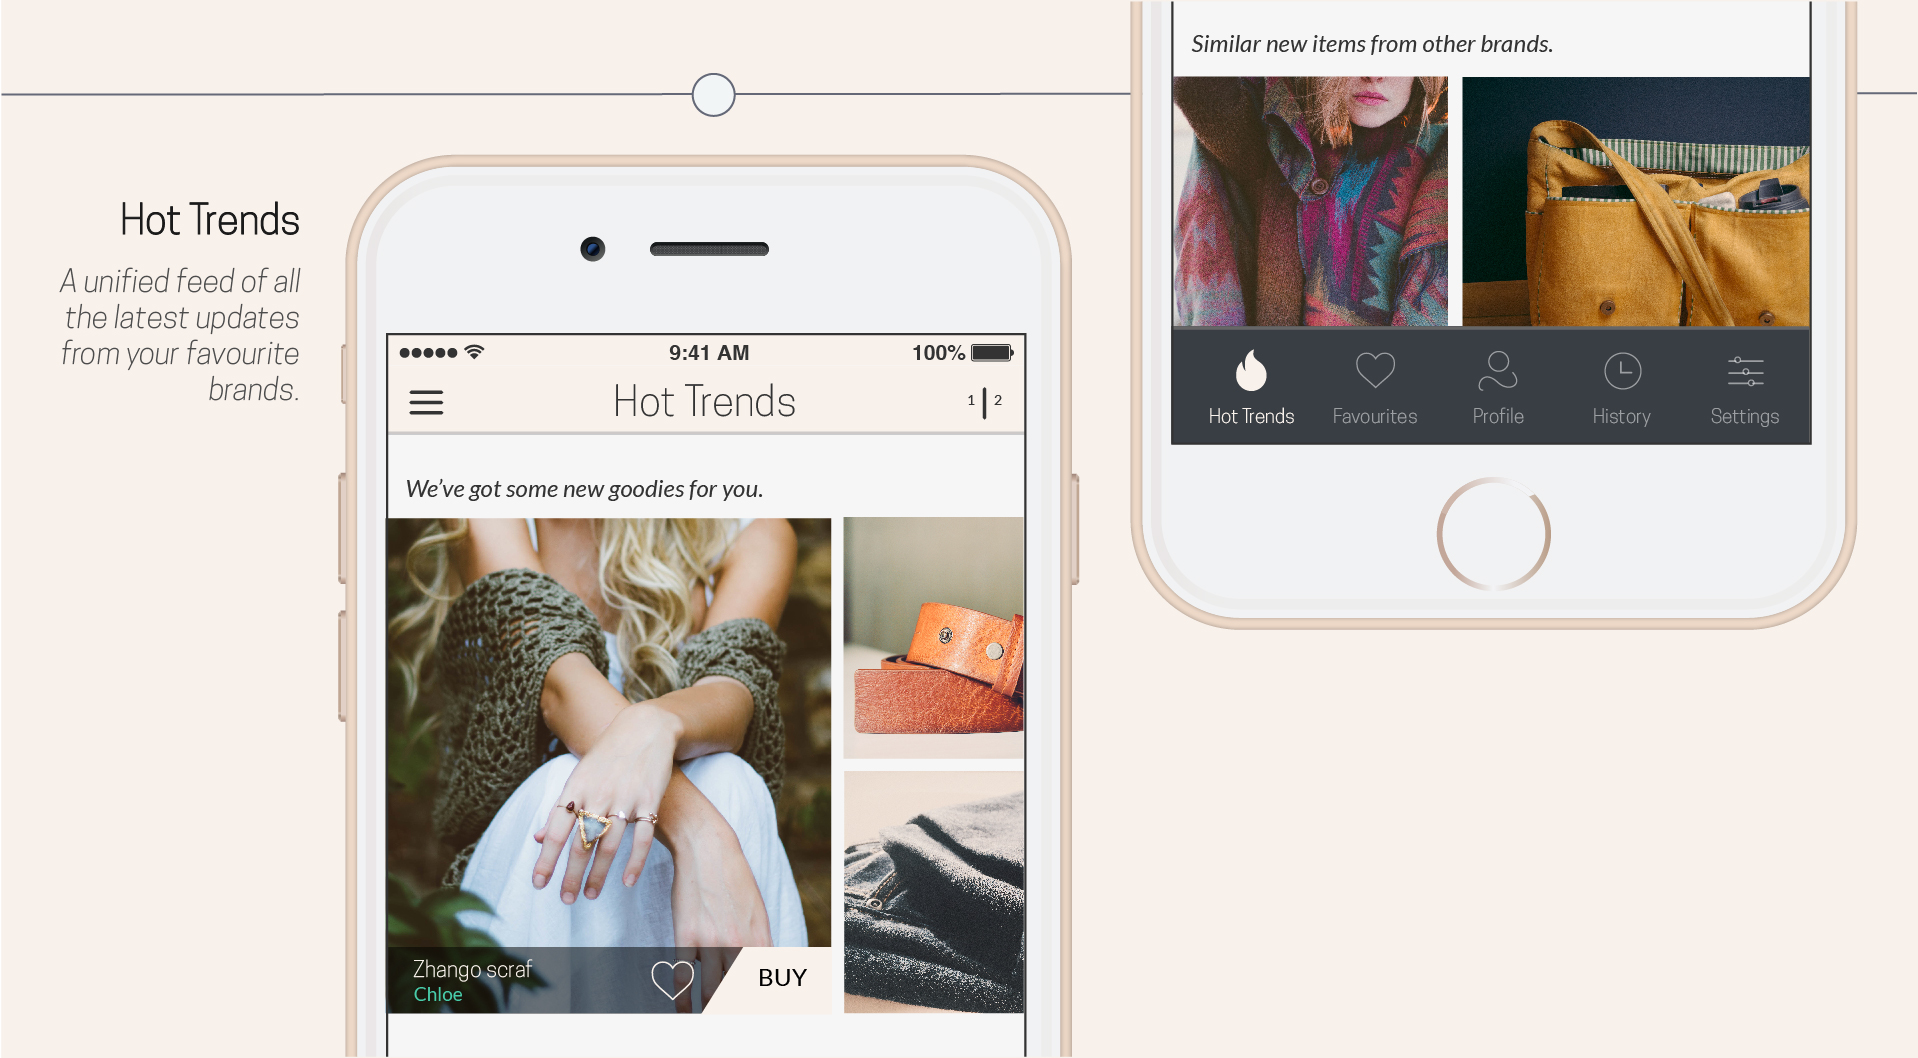 Hot Trends
A unified feed of all
the latest updates
from your favourite
brands.
9:41 AM
100%
Hot Trends
1 2
We've got some new goodies for you.
Zhango scraf
Chloe
BUY
Similar new items from other brands.
Hot Trends
Favourites
Profile
History
Settings